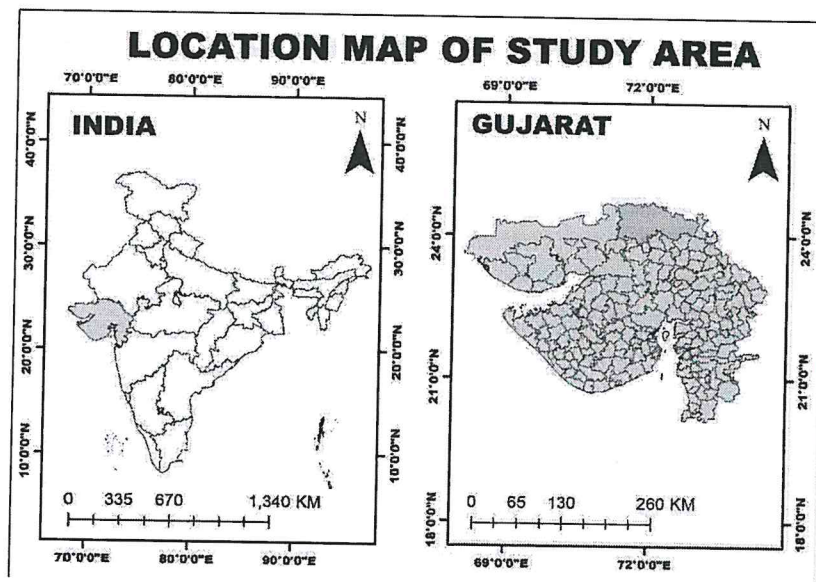 LOCATION MAP OF STUDY AREA
70°0'0"E 80°0'0"E 90°0'0"E
INDIA
N
40°0'0"N
30°0'0"N
20°0'0"N
10°0'0"N
40°0'0"N
30°0'0"N
20°0'0"N
10°0'0"N
0 335 670 1,340 KM
70°0'0"E 80°0'0"E 90°0'0"E
69°0'0"E 72°0'0"E
GUJARAT
N
24°0'0"N
21°0'0"N
18°0'0"N
24°0'0"N
21°0'0"N
18°0'0"N
0 65 130 260 KM
69°0'0"E 72°0'0"E